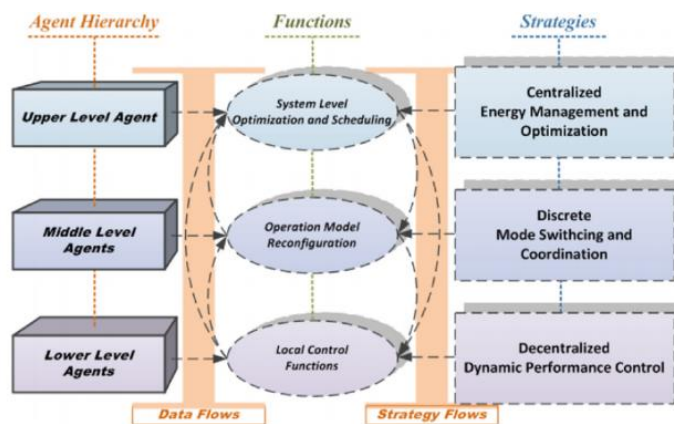 Agent Hierarchy
Functions
Strategies
Upper Level Agent
System Level
Optimization and Scheduling
Centralized
Energy Management and
Optimization
Middle Level
Agents
Operation Model
Reconfiguration
Discrete
Mode Swithcing and
Coordination
Lower Level
Agents
Local Control
Functions
Decentralized
Dynamic Performance Control
Data Flows
Strategy Flows